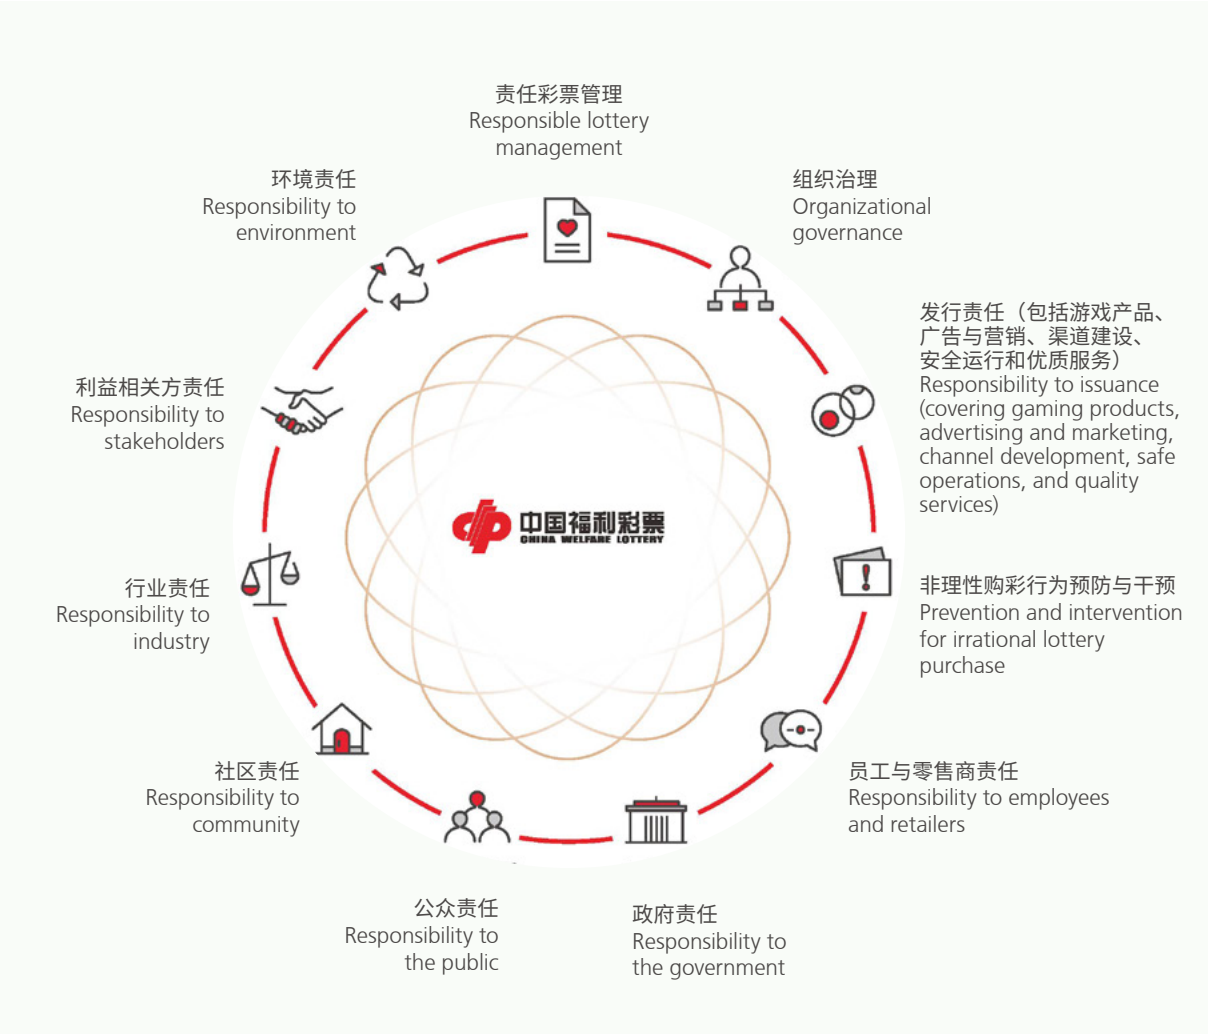 责任彩票管理
Responsible lottery
management
组织治理
Organizational
governance
发行责任（包括游戏产品、
广告与营销、渠道建设、
安全运行和优质服务）
Responsibility to issuance
(covering gaming products,
advertising and marketing,
channel development, safe
operations, and quality
services)
非理性购彩行为预防与干预
Prevention and intervention
for irrational lottery
purchase
员工与零售商责任
Responsibility to employees
and retailers
政府责任
Responsibility to
the government
公众责任
Responsibility to
the public
社区责任
Responsibility to
community
行业责任
Responsibility to
industry
利益相关方责任
Responsibility to
stakeholders
环境责任
Responsibility to
environment
中国福利彩票
CHINA WELFARE LOTTERY